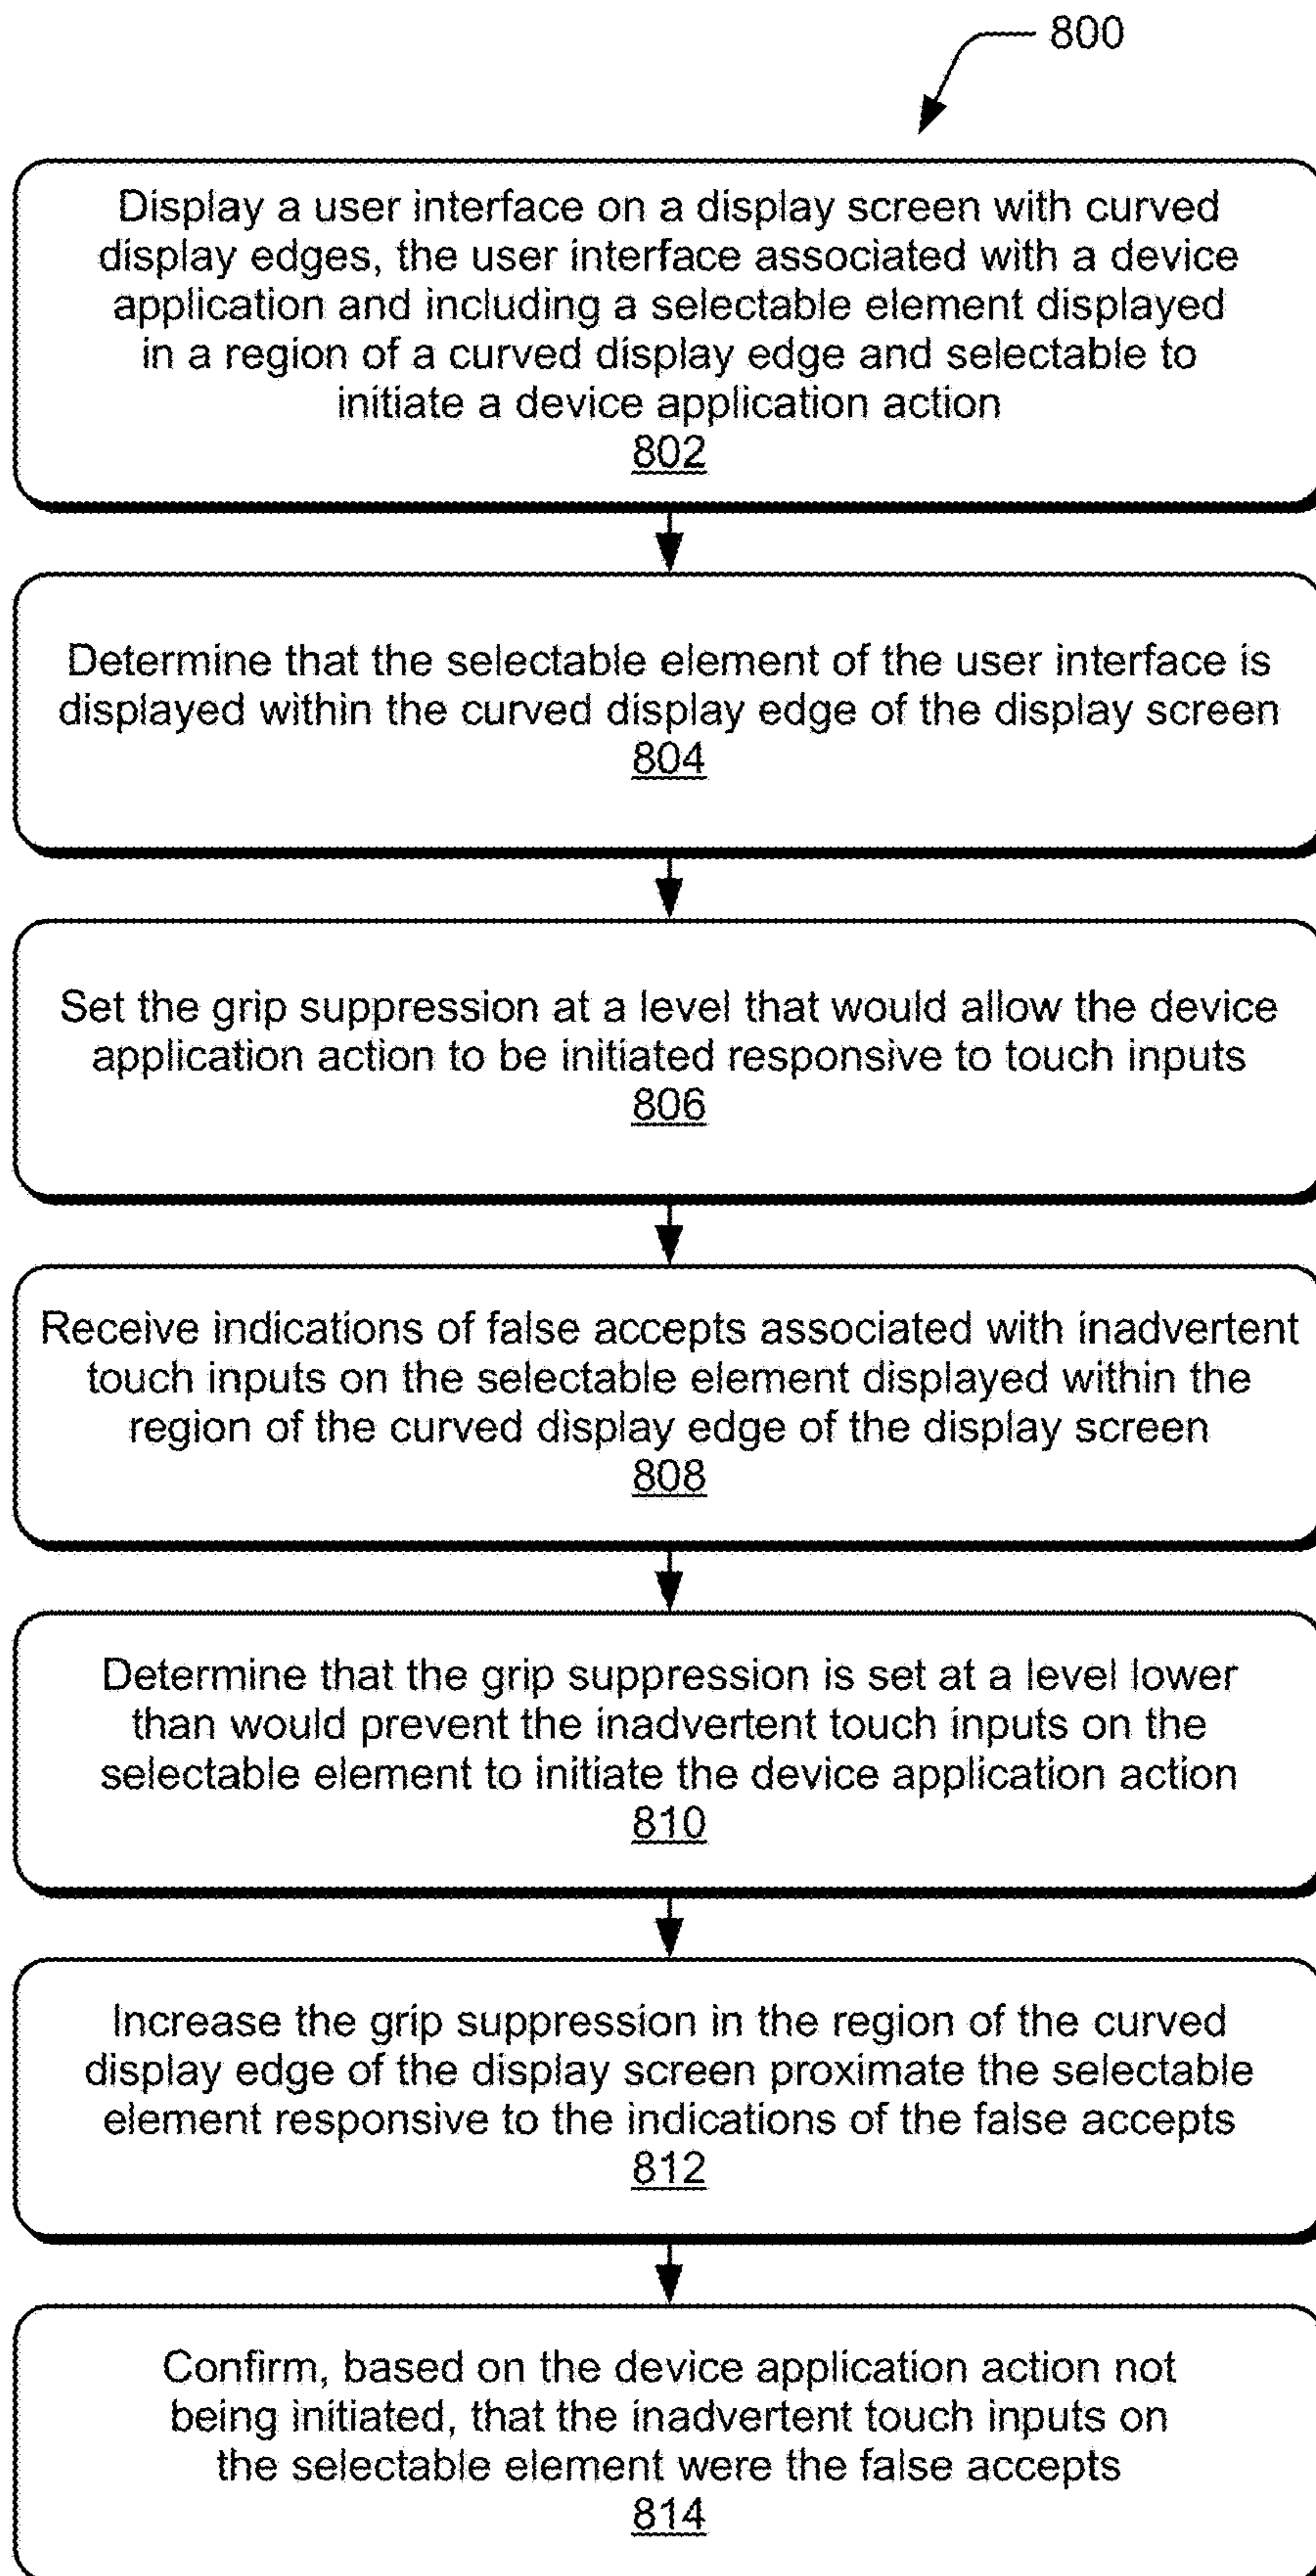 800
Display a user interface on a display screen with curved
display edges, the user interface associated with a device
application and including a selectable element displayed
in a region of a curved display edge and selectable to
initiate a device application action
802
Determine that the selectable element of the user interface is
displayed within the curved display edge of the display screen
804
Set the grip suppression at a level that would allow the device
application action to be initiated responsive to touch inputs
806
Receive indications of false accepts associated with inadvertent
touch inputs on the selectable element displayed within the
region of the curved display edge of the display screen
808
Determine that the grip suppression is set at a level lower
than would prevent the inadvertent touch inputs on the
selectable element to initiate the device application action
810
Increase the grip suppression in the region of the curved
display edge of the display screen proximate the selectable
element responsive to the indications of the false accepts
812
Confirm, based on the device application action not
being initiated, that the inadvertent touch inputs on
the selectable element were the false accepts
814